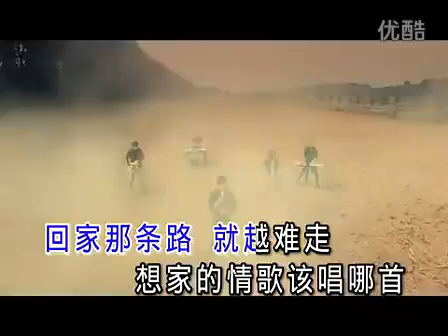 优酷
回家那条路 就越难走
想家的情歌该唱哪首